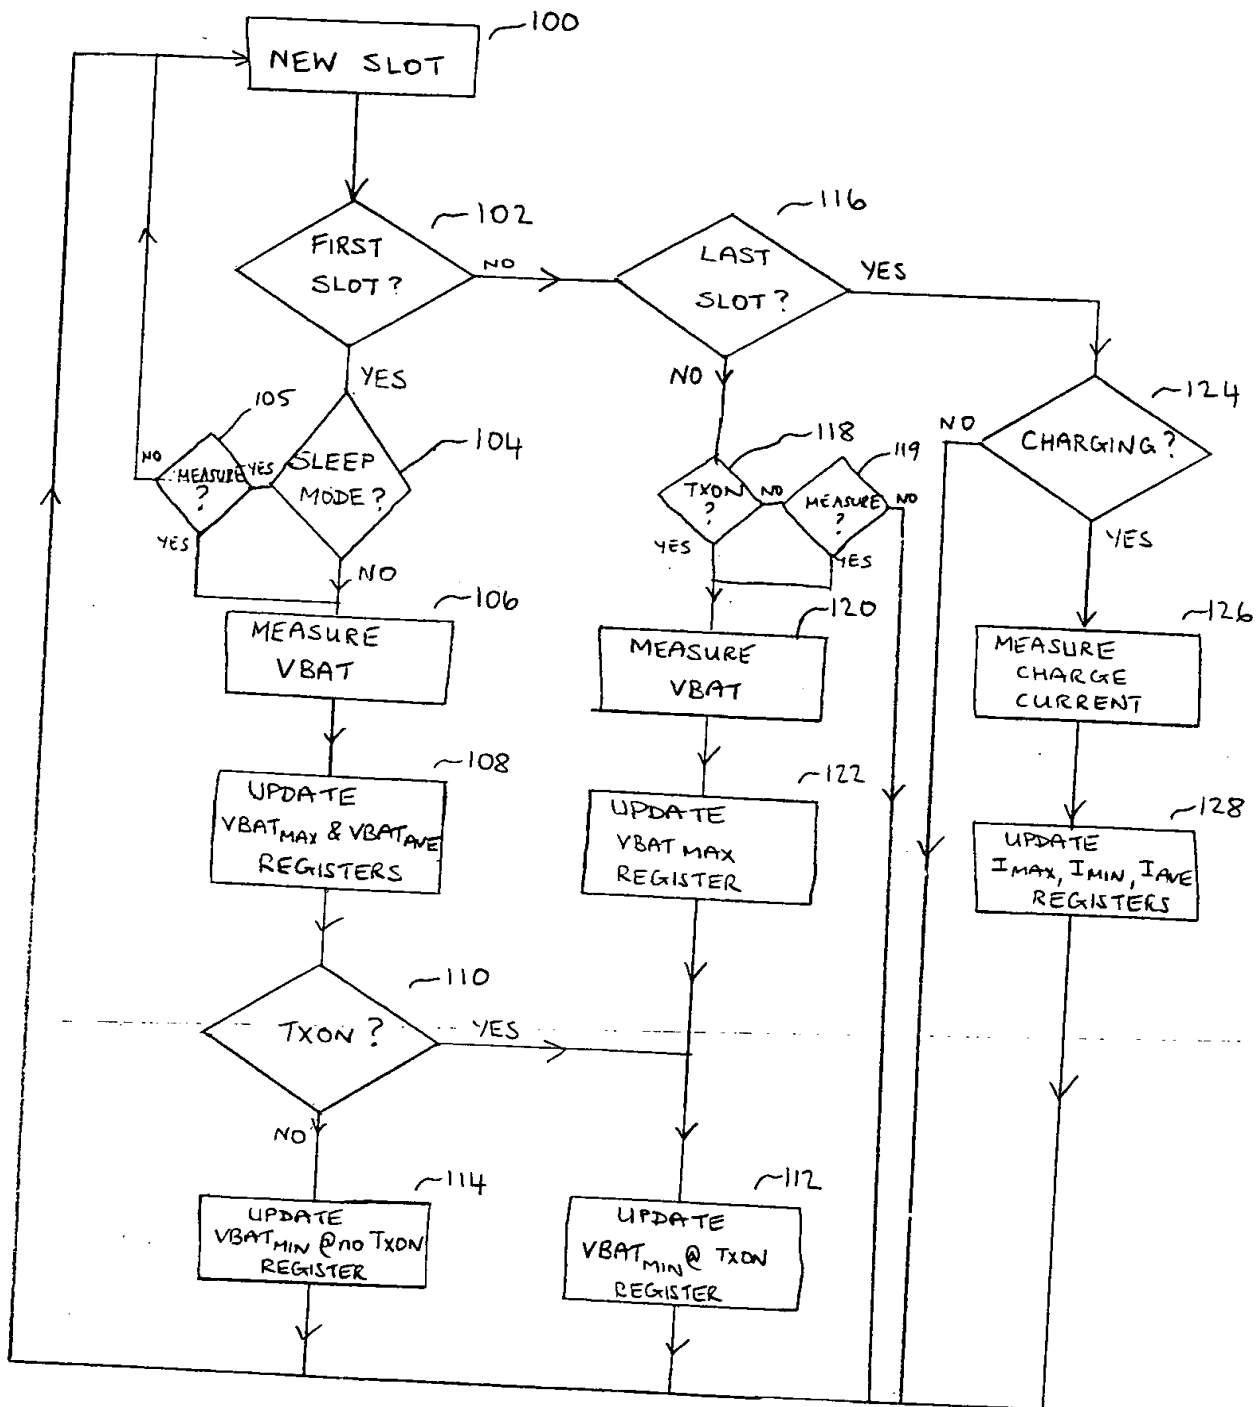 100
NEW SLOT
102
FIRST
SLOT?
NO
116
LAST
SLOT?
YES
YES
NO
124
CHARGING?
NO
YES
105
MEASURE
?
NO
YES
YES
104
SLEEP
MODE?
NO
118
TXON
?
NO
YES
119
MEASURE
?
NO
YES
106
MEASURE
VBAT
120
MEASURE
VBAT
126
MEASURE
CHARGE
CURRENT
108
UPDATE
VBATMAX & VBATAVE
REGISTERS
122
UPDATE
VBAT MAX
REGISTER
128
UPDATE
IMAX, IMIN, IAVE
REGISTERS
110
TXON?
YES
NO
114
UPDATE
VBATMIN @no TXON
REGISTER
112
UPDATE
VBATMIN@ TXON
REGISTER